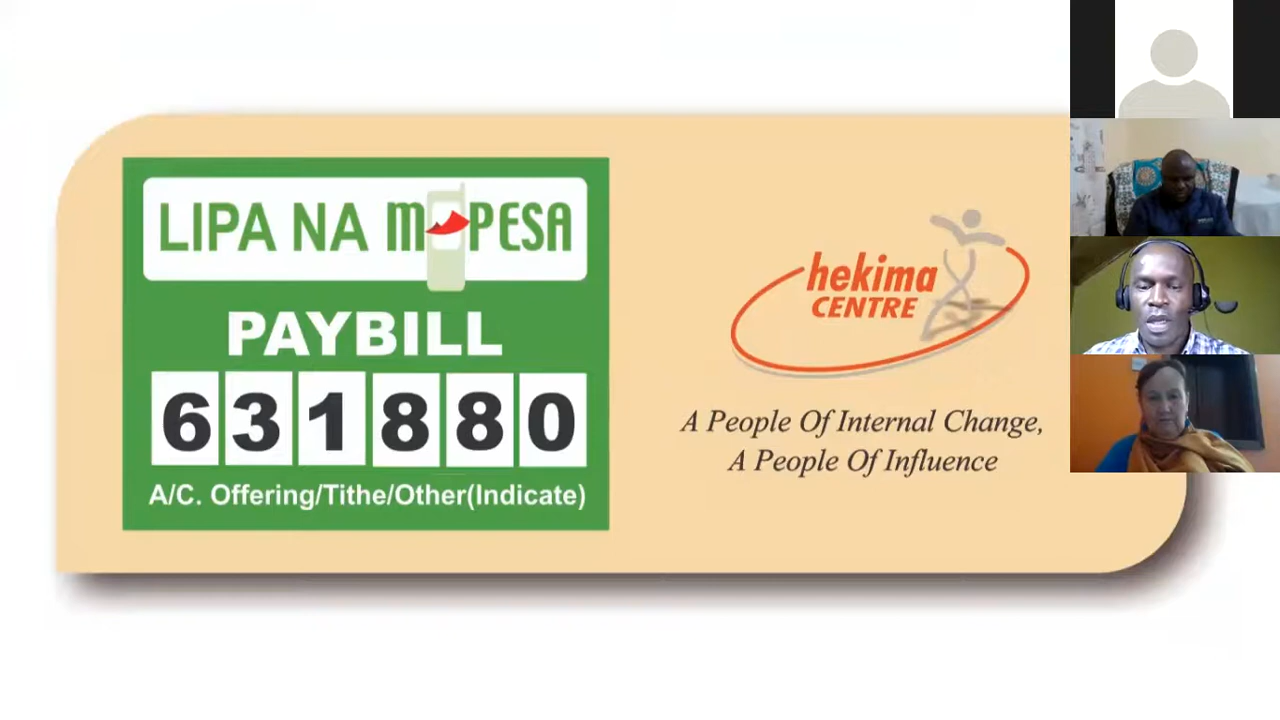 LIPA NA M PESA
PAYBILL
631880
A/C. Offering/Tithe/Other(Indicate)
hekima
CENTRE
A People Of Internal Change,
A People Of Influence